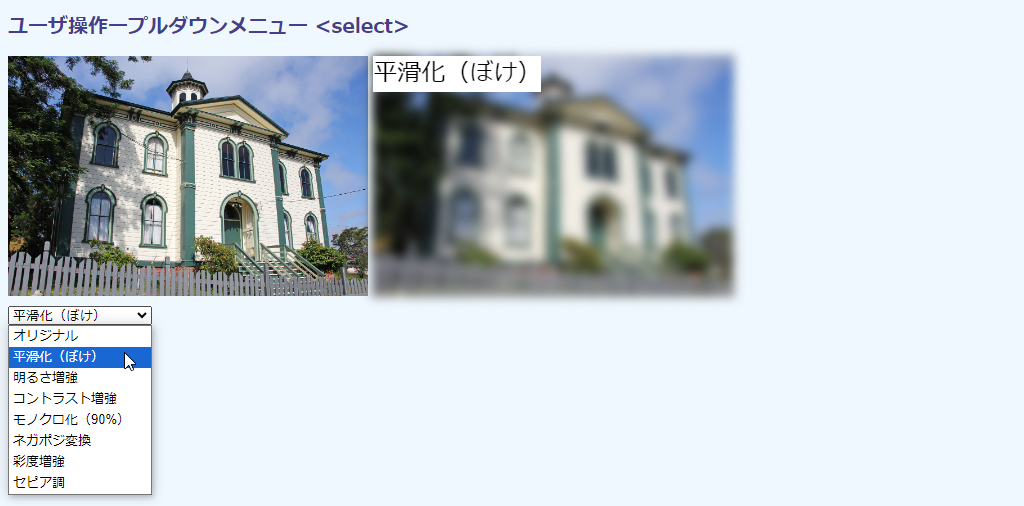 ユーザ操作ープルダウンメニュー <select>
平滑化（ぼけ）
平滑化（ぼけ）
オリジナル
平滑化（ぼけ）
明るさ増強
コントラスト増強
モノクロ化（90%）
ネガポジ変換
彩度増強
セピア調